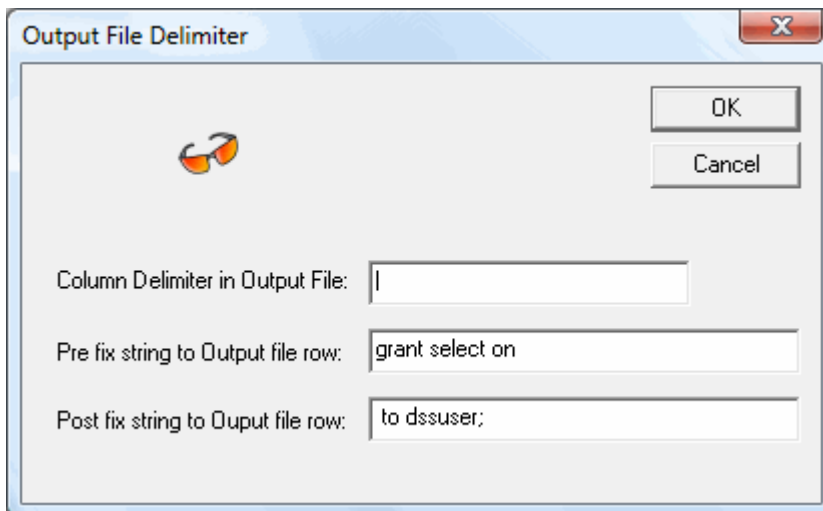 Output File Delimiter
OK
Cancel
Column Delimiter in Output File:
Pre fix string to Output file row: grant select on
Post fix string to Ouput file row: to dssuser;